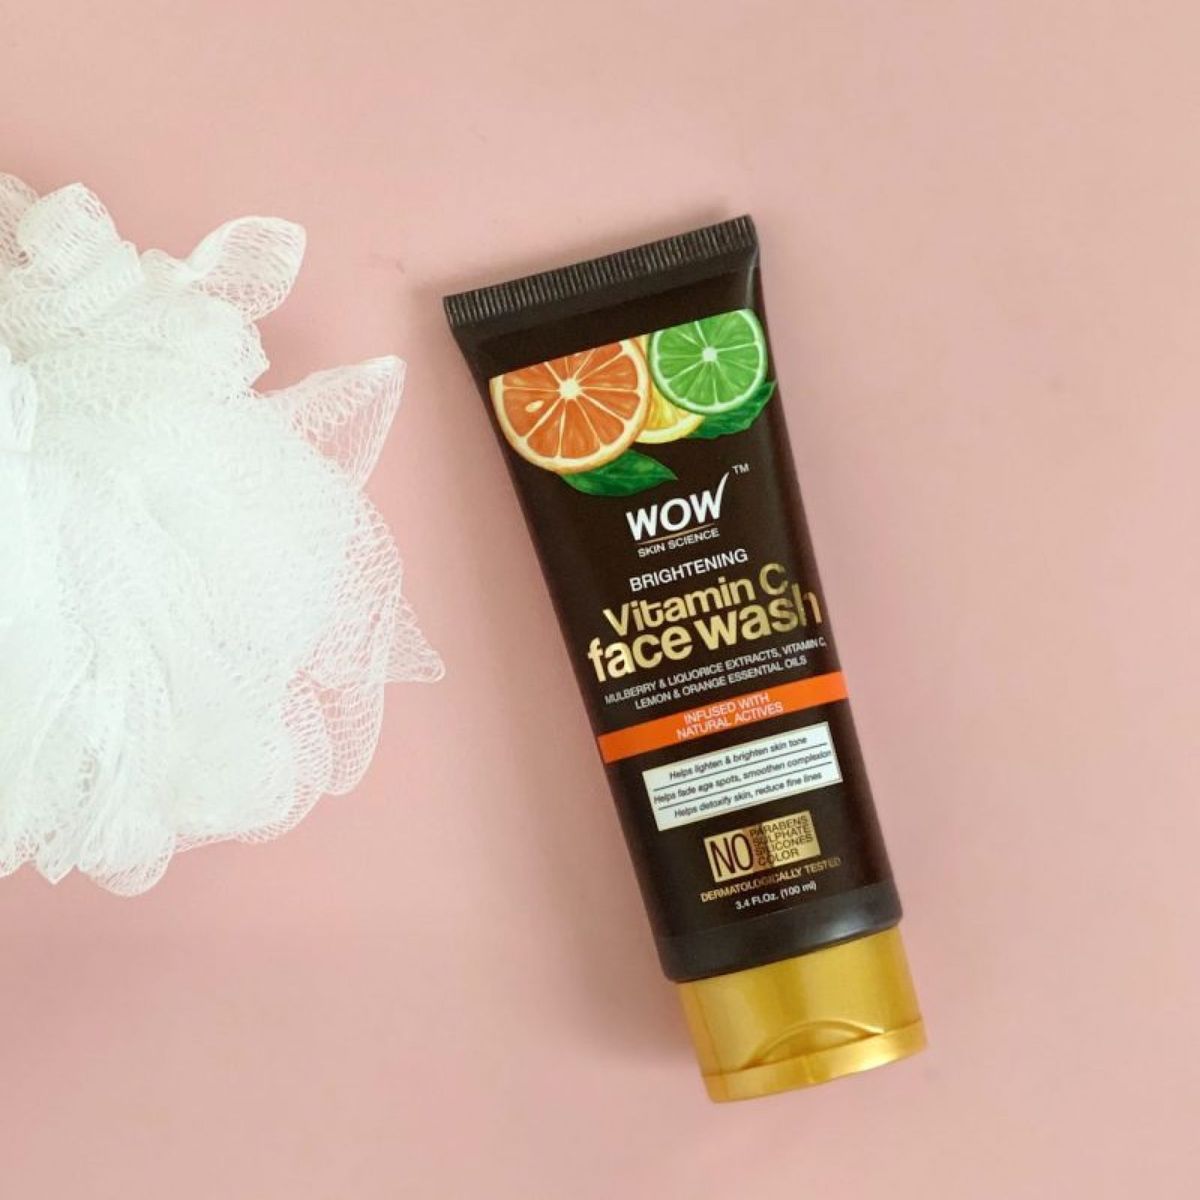 WOW TM
SKIN SCIENCE
BRIGHTENING
Vitamin C
face wash
MULBERRY & LIQUORICE EXTRACTS, VITAMIN C,
LEMON & ORANGE ESSENTIAL OILS
INFUSED WITH
NATURAL ACTIVES
Helps lighten & brighten skin tone
Helps fade age spots, smoothen complexion
Helps detoxify skin, reduce fine lines
NO
PARABENS
SULPHATE
SILICONES
COLOR
DERMATOLOGICALLY TESTED
3.4 Fl.Oz. (100 ml)